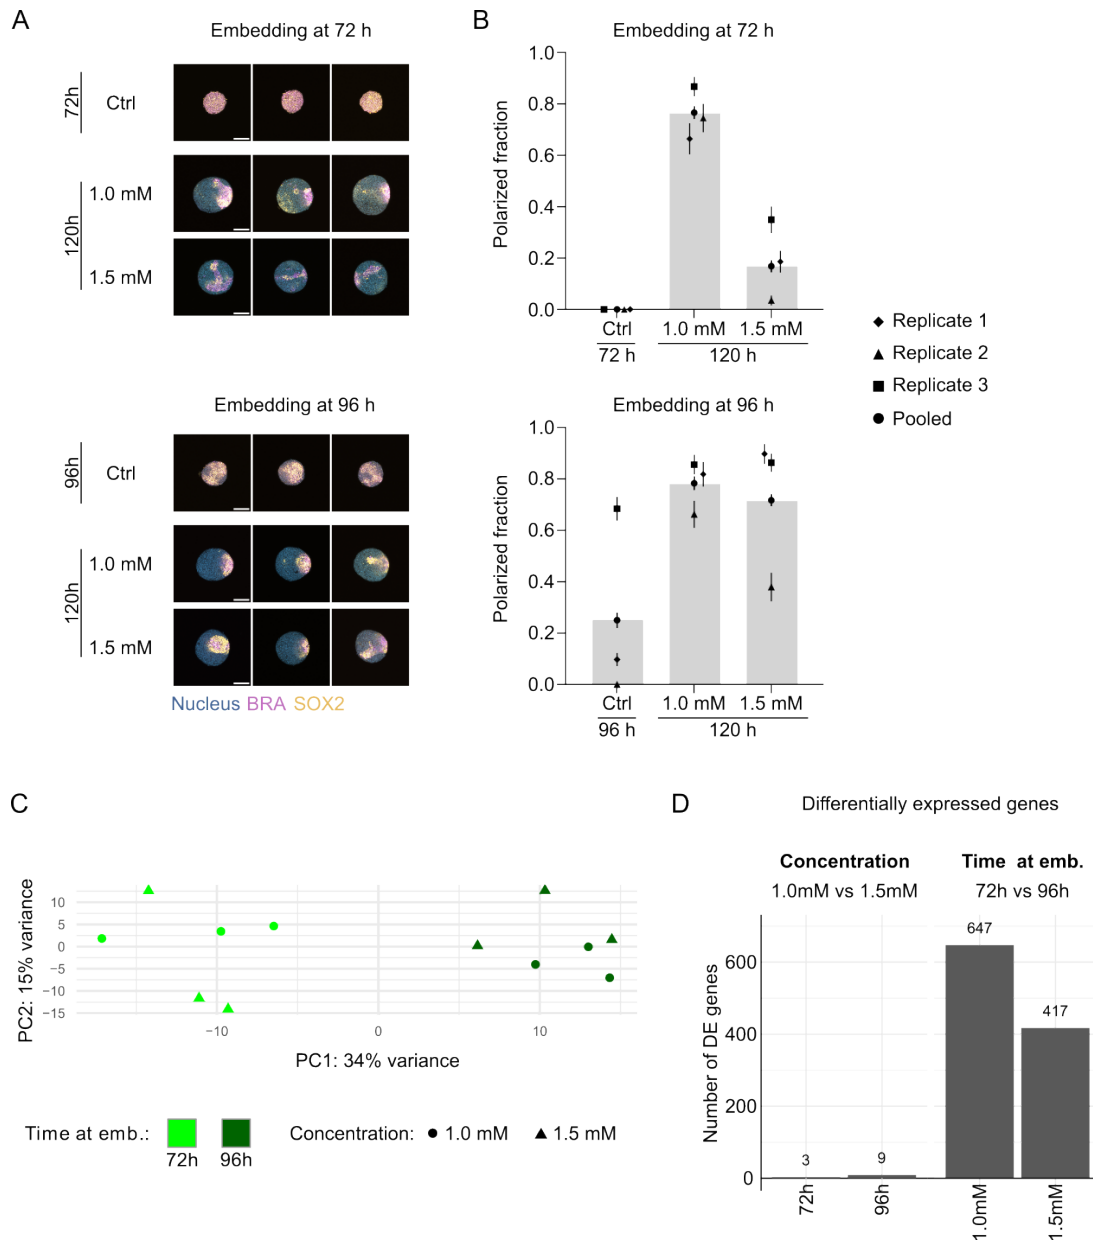 A
Embedding at 72 h
72h
Ctrl
120h
1.0 mM
1.5 mM
Embedding at 96 h
96h
Ctrl
120h
1.0 mM
1.5 mM
Nucleus BRA SOX2
B
Embedding at 72 h
Polarized fraction
1.0
0.8
0.6
0.4
0.2
0.0
Ctrl 1.0 mM 1.5 mM
72 h 120 h
Embedding at 96 h
Polarized fraction
1.0
0.8
0.6
0.4
0.2
0.0
Ctrl 1.0 mM 1.5 mM
96 h 120 h
Replicate 1
Replicate 2
Replicate 3
Pooled
C
PC2: 15% variance
10
5
0
−5
−10
−15
−10 0 10
PC1: 34% variance
Time at emb.: 72h 96h
Concentration: 1.0 mM 1.5 mM
D
Differentially expressed genes
Concentration Time at emb.
1.0mM vs 1.5mM 72h vs 96h
Number of DE genes
600
400
200
0
3 9 647 417
72h 96h 1.0mM 1.5mM